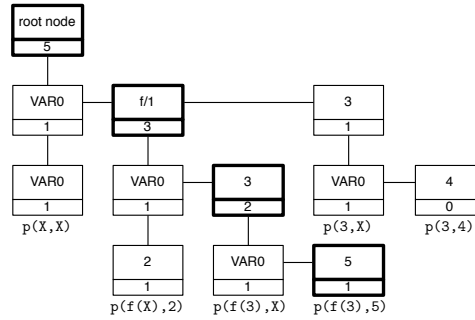 root node
5
VAR0 f/1 3
1 3 1
VAR0 VAR0 3 VAR0 4
1 1 2 1 0
p(X,X) p(3,X) p(3,4)
2 VAR0 5
1 1 1
p(f(X),2) p(f(3),X) p(f(3),5)